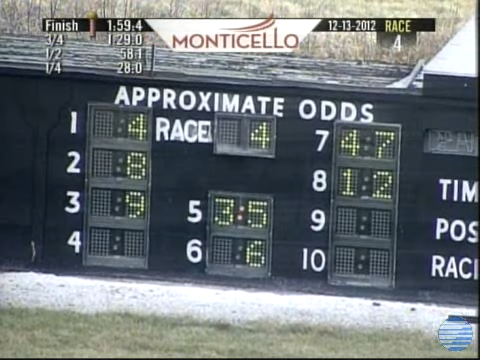 Finish 1:59.4
3/4 1:29.0
1/2 58.1
1/4 28.0
MONTICELLO
12-13-2012 RACE
4
APPROXIMATE ODDS
1 4 RACE 4 7 4-7
2 8 8 12
3 9 5 3-5 9
4 6 6 10
TIM
POS
RACI